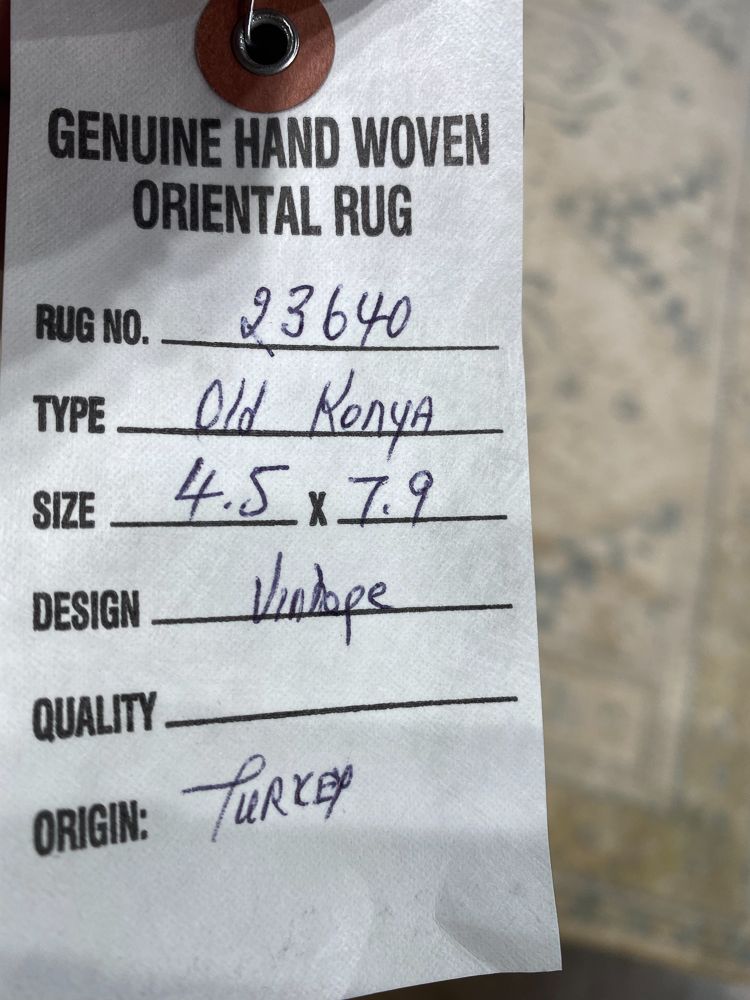 GENUINE HAND WOVEN
ORIENTAL RUG
RUG NO. 23640
TYPE Old Konya
SIZE 4.5 X 7.9
DESIGN Vintage
QUALITY
ORIGIN: TURKEY